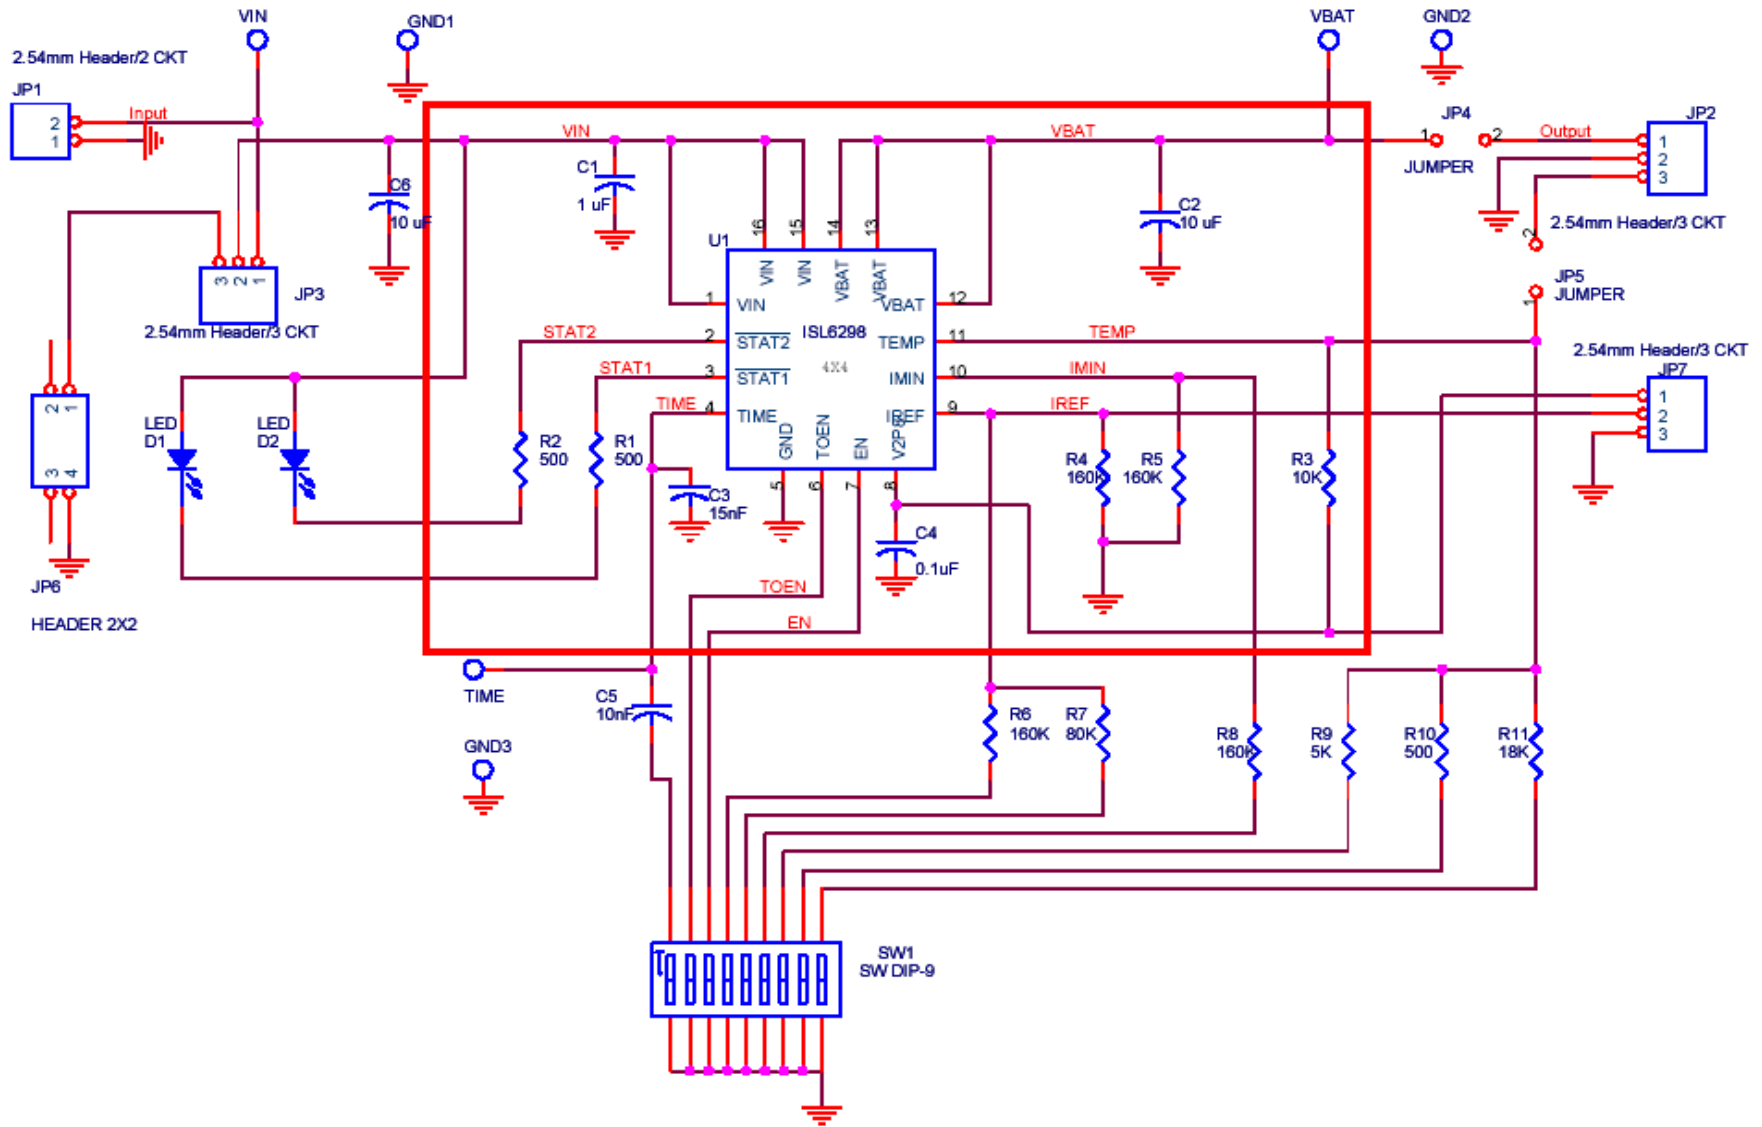 VIN
GND1
VBAT
GND2
2.54mm Header/2 CKT
JP1
Input
2
1
VIN
VBAT
JP4
1
2
JUMPER
Output
JP2
1
2
3
2.54mm Header/3 CKT
C6
10 uF
C1
1 uF
C2
10 uF
2
JP5
JUMPER
1
3 2 1
JP3
2.54mm Header/3 CKT
U1
16
15
14
13
VIN
VIN
VBAT
VBAT
ISL6298
4X4
1
VIN
2
STAT2
3
STAT1
4
TIME
12
VBAT
11
TEMP
10
IMIN
9
IREF
GND
TOEN
EN
V2P8
5
6
7
8
STAT2
STAT1
TIME
TEMP
IMIN
IREF
2.54mm Header/3 CKT
JP7
1
2
3
2 1
3 4
JP6
HEADER 2X2
LED
D1
LED
D2
R2
500
R1
500
C3
15nF
C4
0.1uF
R4
160K
R5
160K
R3
10K
TOEN
EN
TIME
C5
10nF
GND3
R6
160K
R7
80K
R8
160K
R9
5K
R10
500
R11
18K
SW1
SW DIP-9